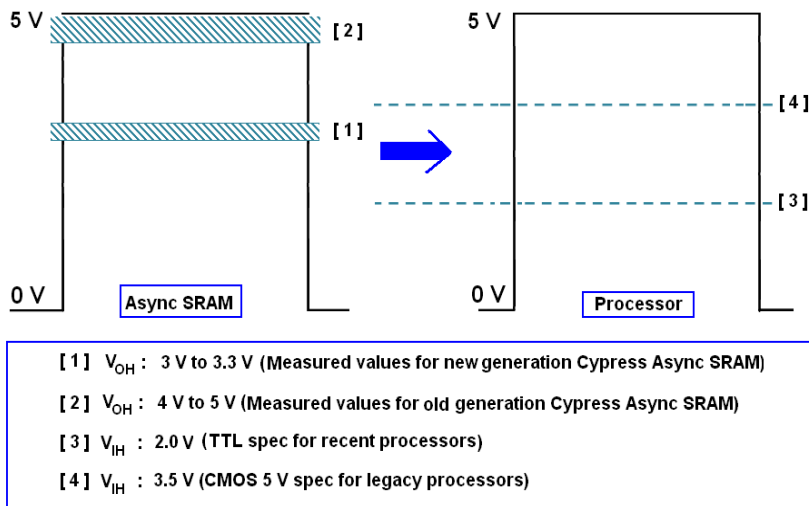 5 V
[ 2 ]
[ 1 ]
0 V
Async SRAM
5 V
[ 4 ]
[ 3 ]
0 V
Processor
[ 1 ] VOH : 3 V to 3.3 V (Measured values for new generation Cypress Async SRAM)
[ 2 ] VOH : 4 V to 5 V (Measured values for old generation Cypress Async SRAM)
[ 3 ] VIH : 2.0 V (TTL spec for recent processors)
[ 4 ] VIH : 3.5 V (CMOS 5 V spec for legacy processors)